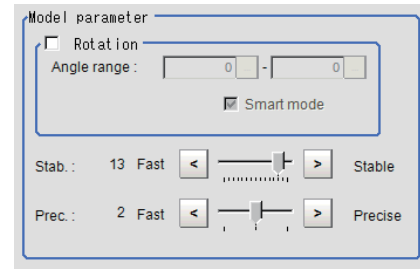 Model parameter
Rotation
Angle range : 0 ... - 0 ...
Smart mode
Stab. : 13 Fast < > Stable
Prec. : 2 Fast < > Precise